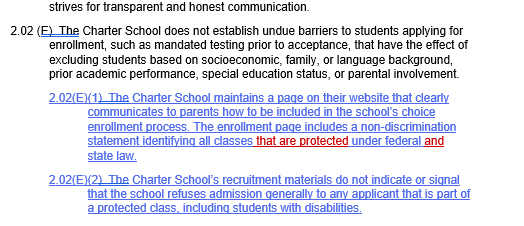 strives for transparent and honest communication.
2.02 (E) The Charter School does not establish undue barriers to students applying for
enrollment, such as mandated testing prior to acceptance, that have the effect of
excluding students based on socioeconomic, family, or language background,
prior academic performance, special education status, or parental involvement.
2.02(E)(1) The Charter School maintains a page on their website that clearly
communicates to parents how to be included in the school's choice
enrollment process. The enrollment page includes a non-discrimination
statement identifying all classes that are protected under federal and
state law.
2.02(E)(2) The Charter School's recruitment materials do not indicate or signal
that the school refuses admission generally to any applicant that is part of
a protected class, including students with disabilities.